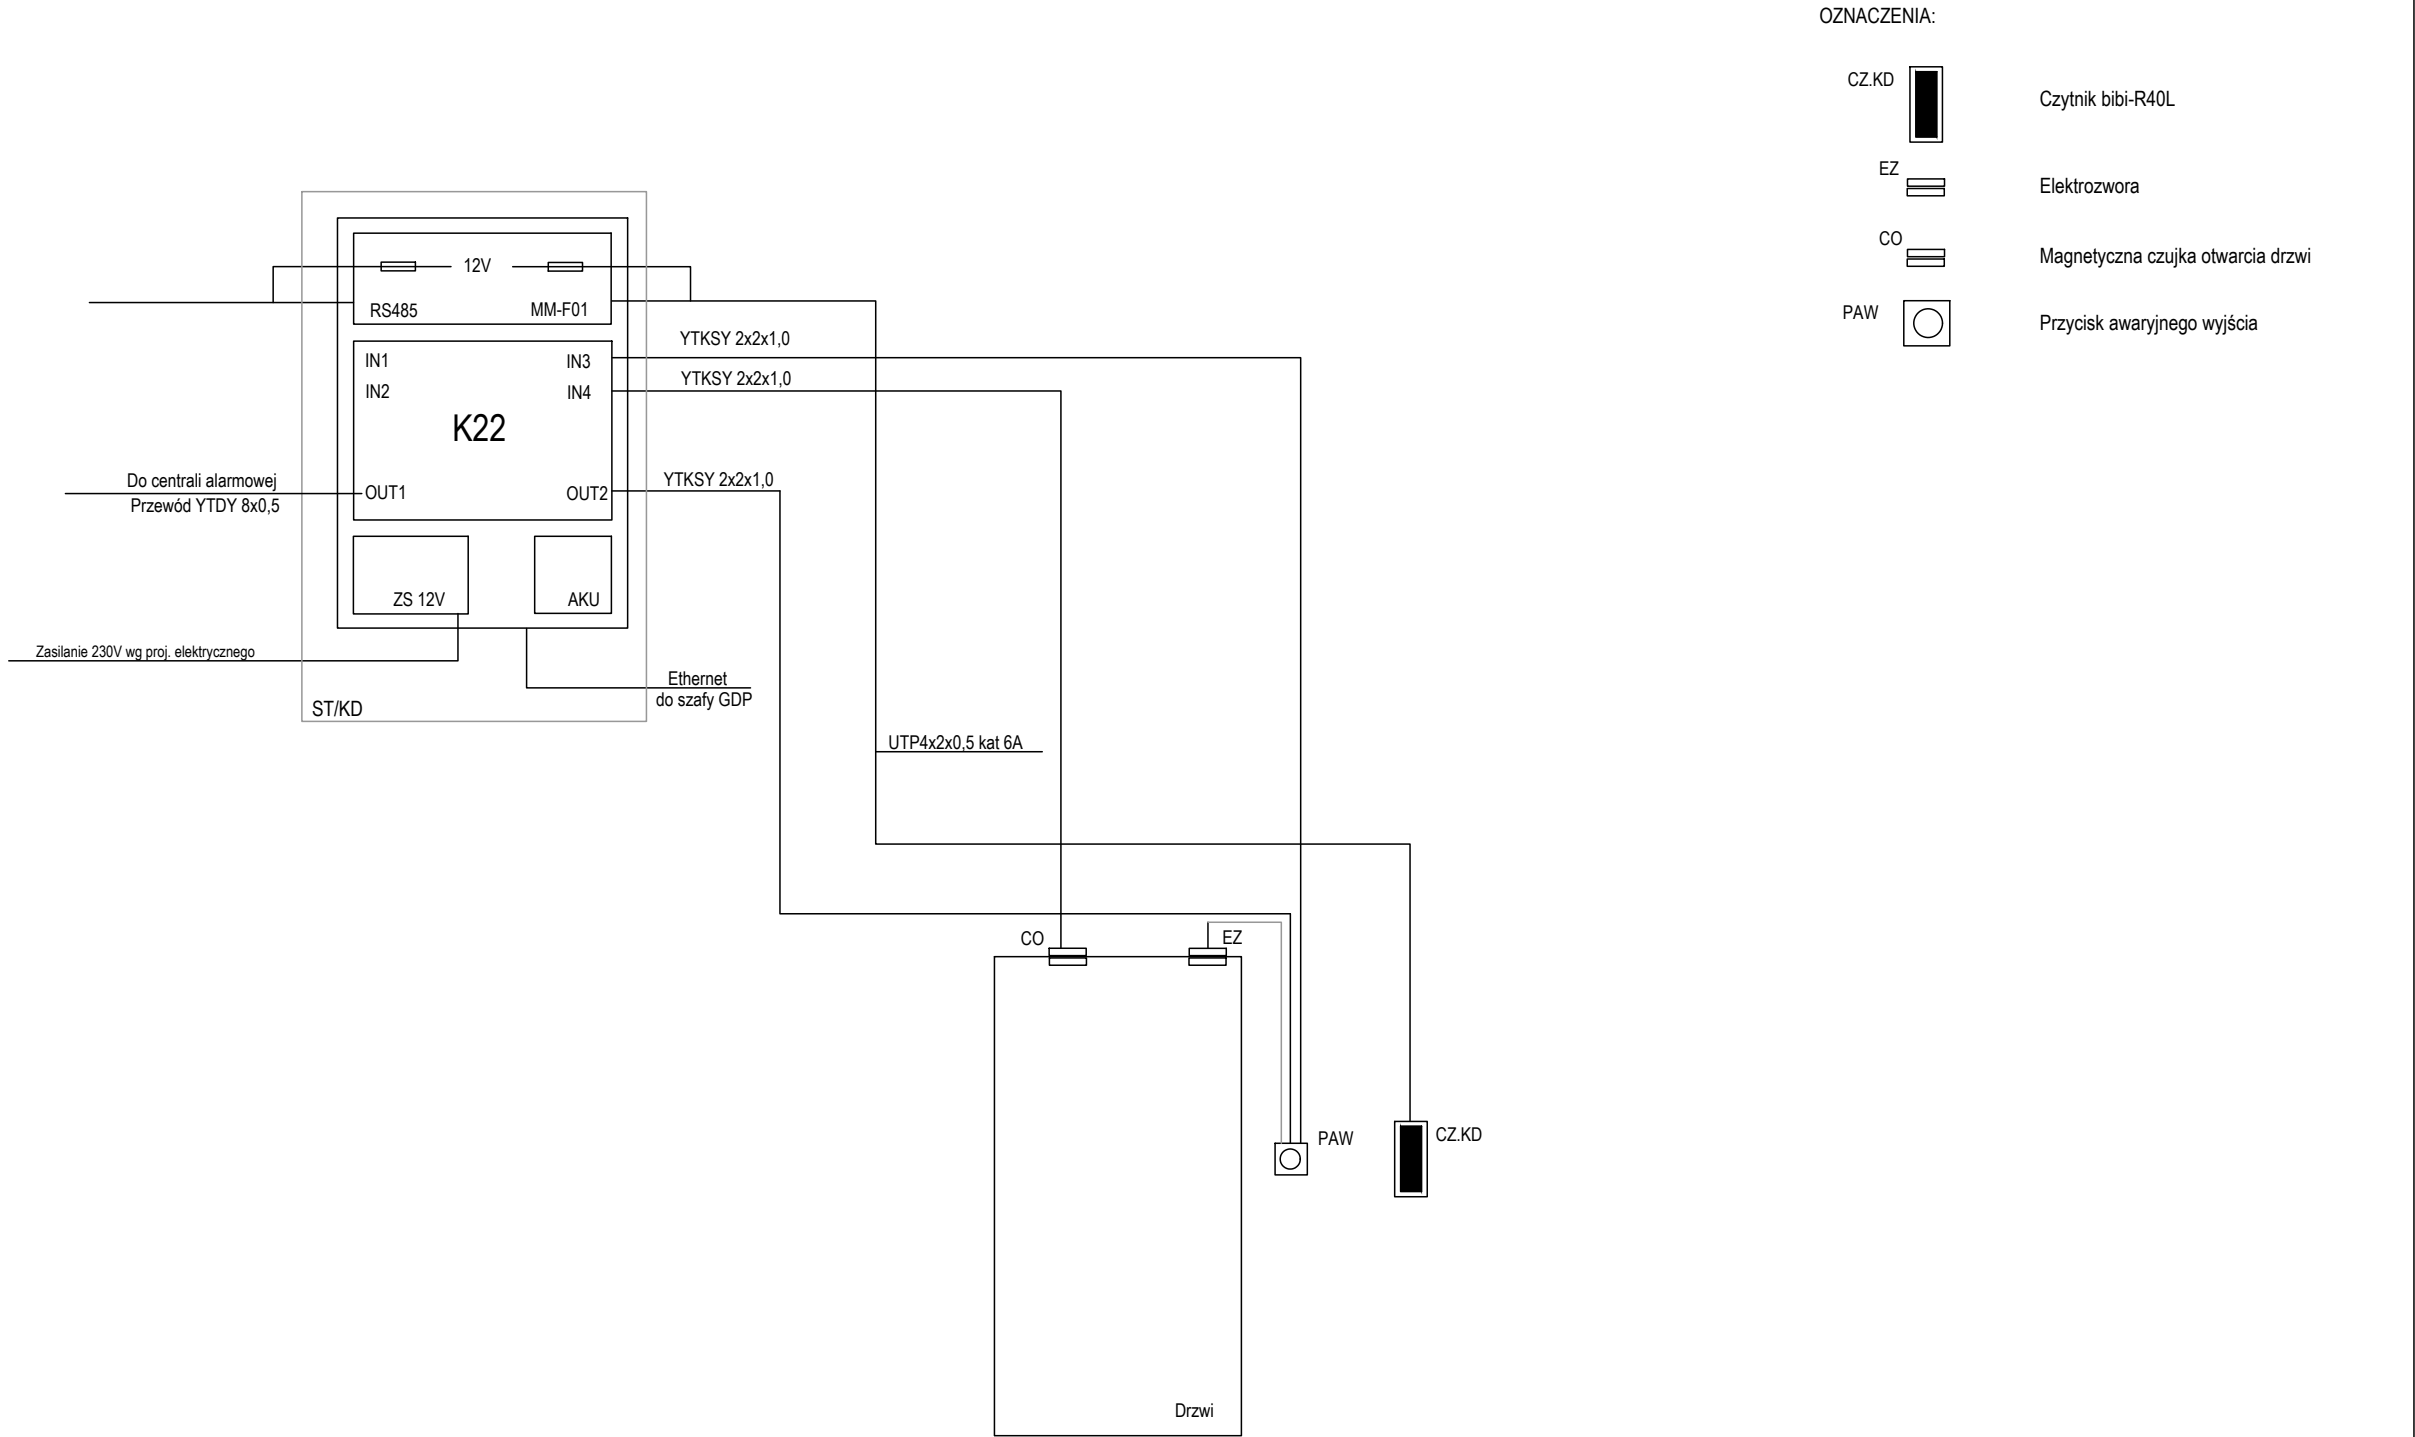 OZNACZENIA:
CZ.KD
Czytnik bibi-R40L
EZ
Elektrozwora
CO
Magnetyczna czujka otwarcia drzwi
PAW
Przycisk awaryjnego wyjścia
12V
RS485
MM-F01
YTKSY 2x2x1,0
IN1
IN3
YTKSY 2x2x1,0
IN2
IN4
K22
Do centrali alarmowej
Przewód YTDY 8x0,5
OUT1
OUT2
YTKSY 2x2x1,0
ZS 12V
AKU
Zasilanie 230V wg proj. elektrycznego
Ethernet
do szafy GDP
ST/KD
UTP4x2x0,5 kat 6A
CO
EZ
PAW
CZ.KD
Drzwi